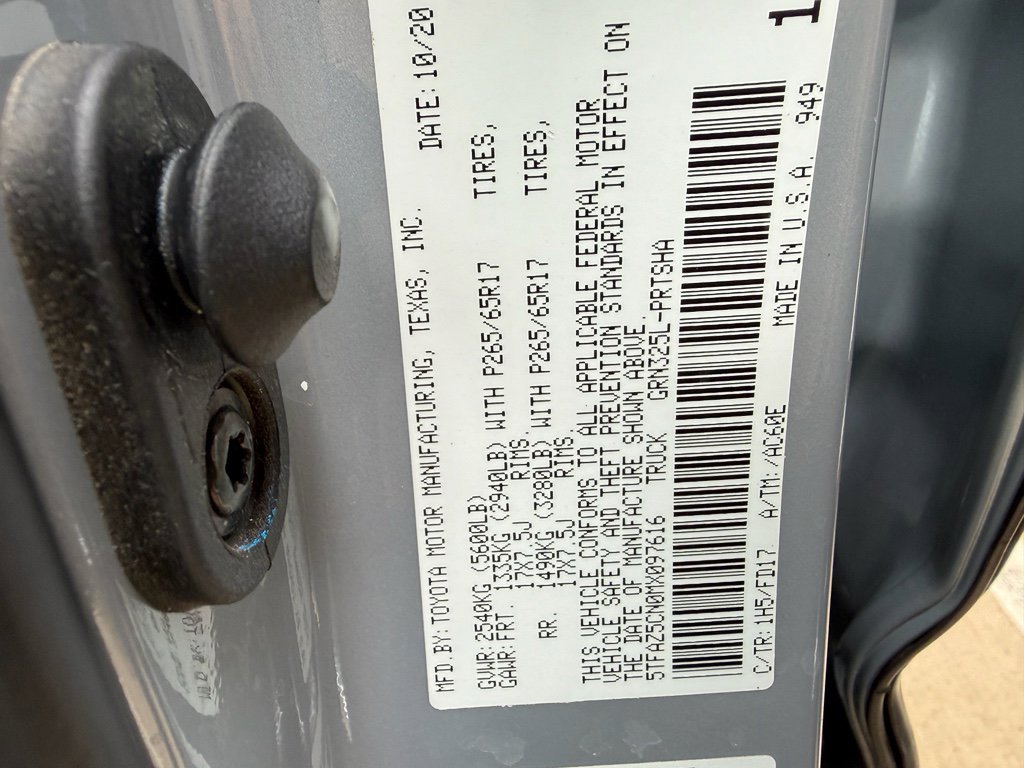 MFD.BY:TOYOTA MOTOR MANUFACTURING, TEXAS, INC. DATE:10/20
GVWR:2540KG (5600LB)
GAWR:FRT. 1335KG (2940LB) WITH P265/65R17 TIRES,
17X7.5J RIMS.
RR. 1490KG (3280LB) WITH P265/65R17 TIRES,
17X7.5J RIMS.
THIS VEHICLE CONFORMS TO ALL APPLICABLE FEDERAL MOTOR
VEHICLE SAFETY AND THEFT PREVENTION STANDARDS IN EFFECT ON
THE DATE OF MANUFACTURE SHOWN ABOVE.
5TFAZ5CN0MX097616 TRUCK GRN325L-PRTSHA
C/TR:1H5/FD17 A/TM:/AC60E MADE IN U.S.A. 949
1